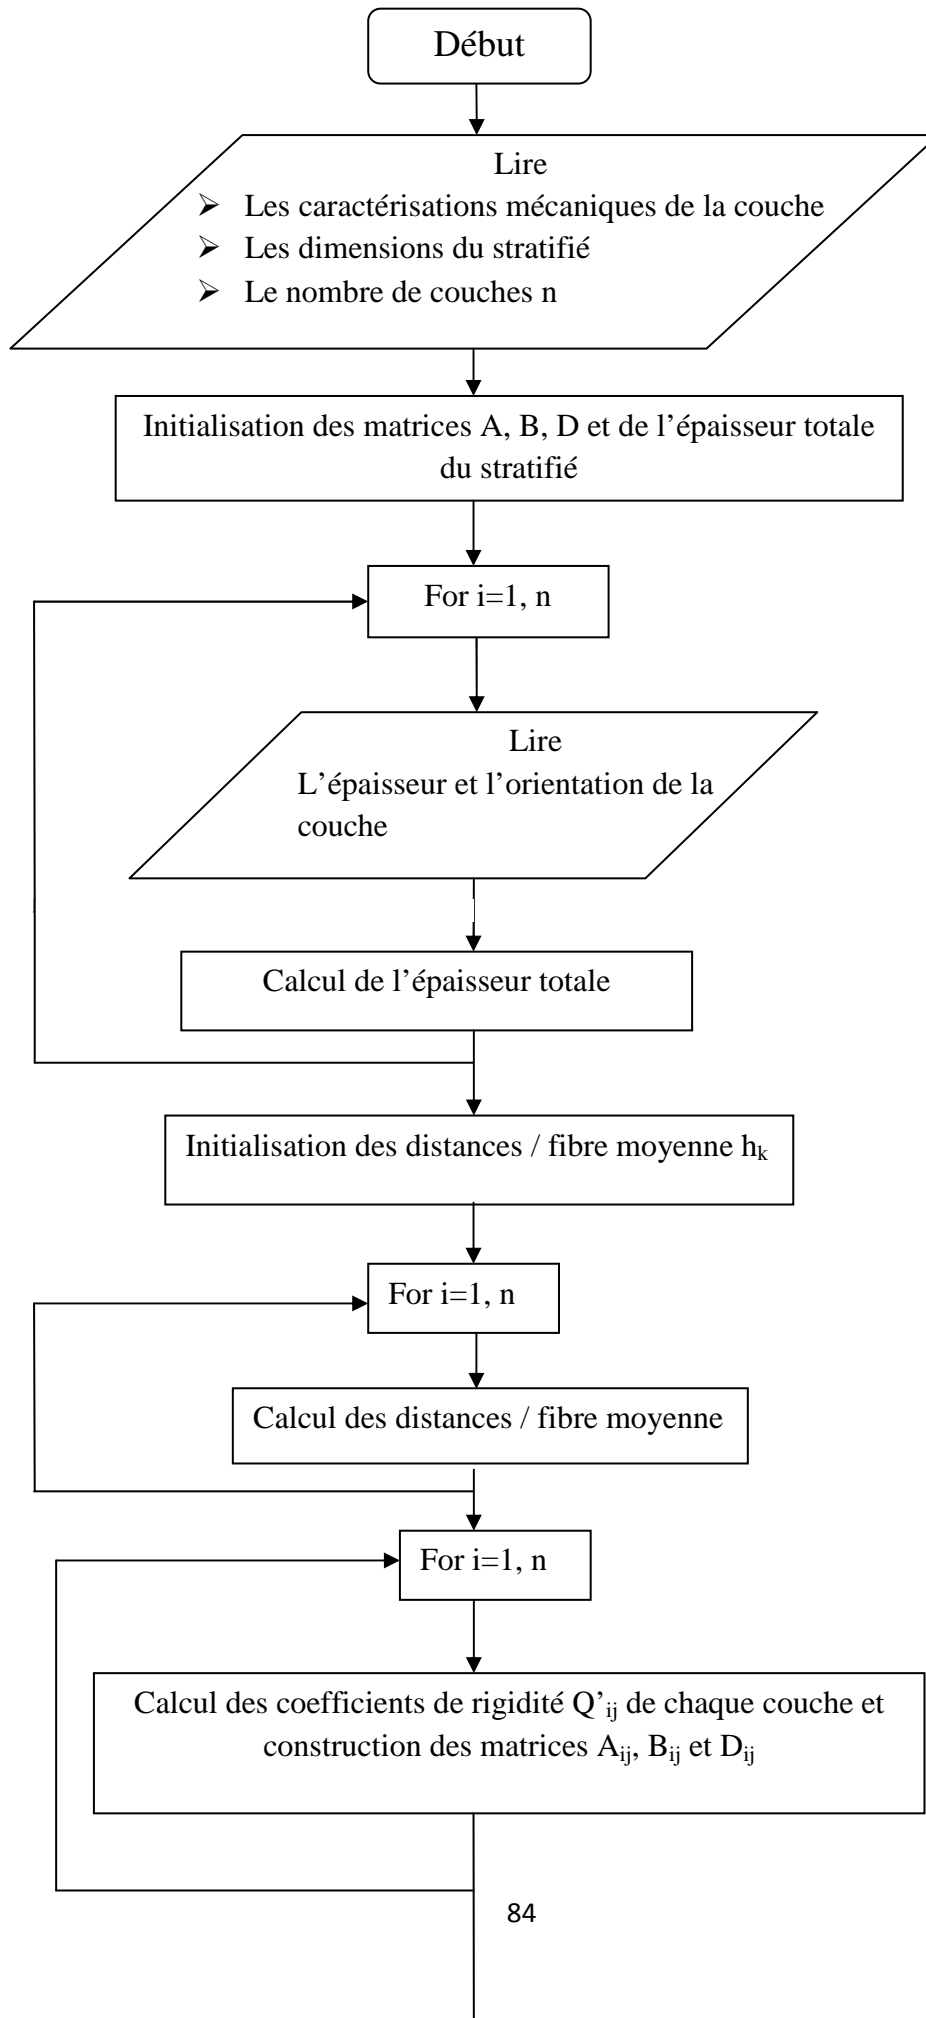 Début
Lire
➤ Les caractérisations mécaniques de la couche
➤ Les dimensions du stratifié
➤ Le nombre de couches n
Initialisation des matrices A, B, D et de l’épaisseur totale
du stratifié
For i=1, n
Lire
L’épaisseur et l’orientation de la
couche
Calcul de l’épaisseur totale
Initialisation des distances / fibre moyenne hₖ
For i=1, n
Calcul des distances / fibre moyenne
For i=1, n
Calcul des coefficients de rigidité Q’ᵢⱼ de chaque couche et
construction des matrices Aᵢⱼ, Bᵢⱼ et Dᵢⱼ
84